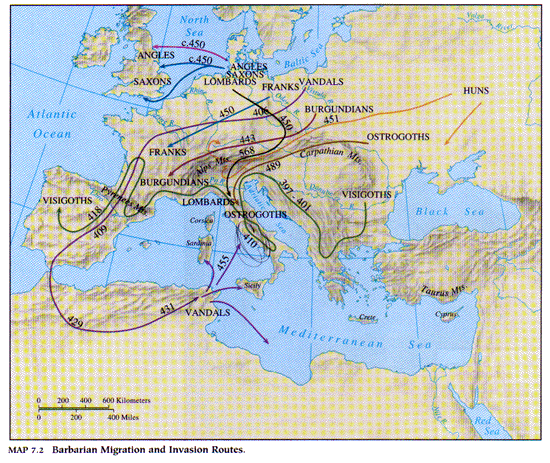 North
Sea
Baltic Sea
Volga
ANGLES
c.450
c.450
SAXONS
ANGLES
SAXONS
LOMBARDS
FRANKS
VANDALS
BURGUNDIANS
HUNS
OSTROGOTHS
Atlantic
Ocean
450
406
450
451
443
568
489
FRANKS
Alps Mts.
Carpathian Mts.
BURGUNDIANS
Pyrenees Mts.
VISIGOTHS
418
409
LOMBARDS
OSTROGOTHS
397-401
VISIGOTHS
Black Sea
Corsica
Sardinia
410
455
Sicily
429
431
VANDALS
Taurus Mts.
Crete
Cyprus
Mediterranean Sea
Red
Sea
0 200 400 600 Kilometers
0 200 400 Miles
MAP 7.2 Barbarian Migration and Invasion Routes.